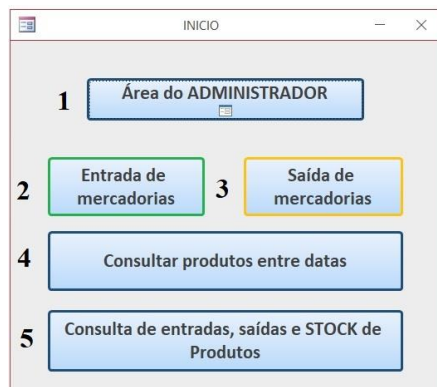 INICIO
1
Área do ADMINISTRADOR
2
Entrada de
mercadorias
3
Saída de
mercadorias
4
Consultar produtos entre datas
5
Consulta de entradas, saídas e STOCK de
Produtos